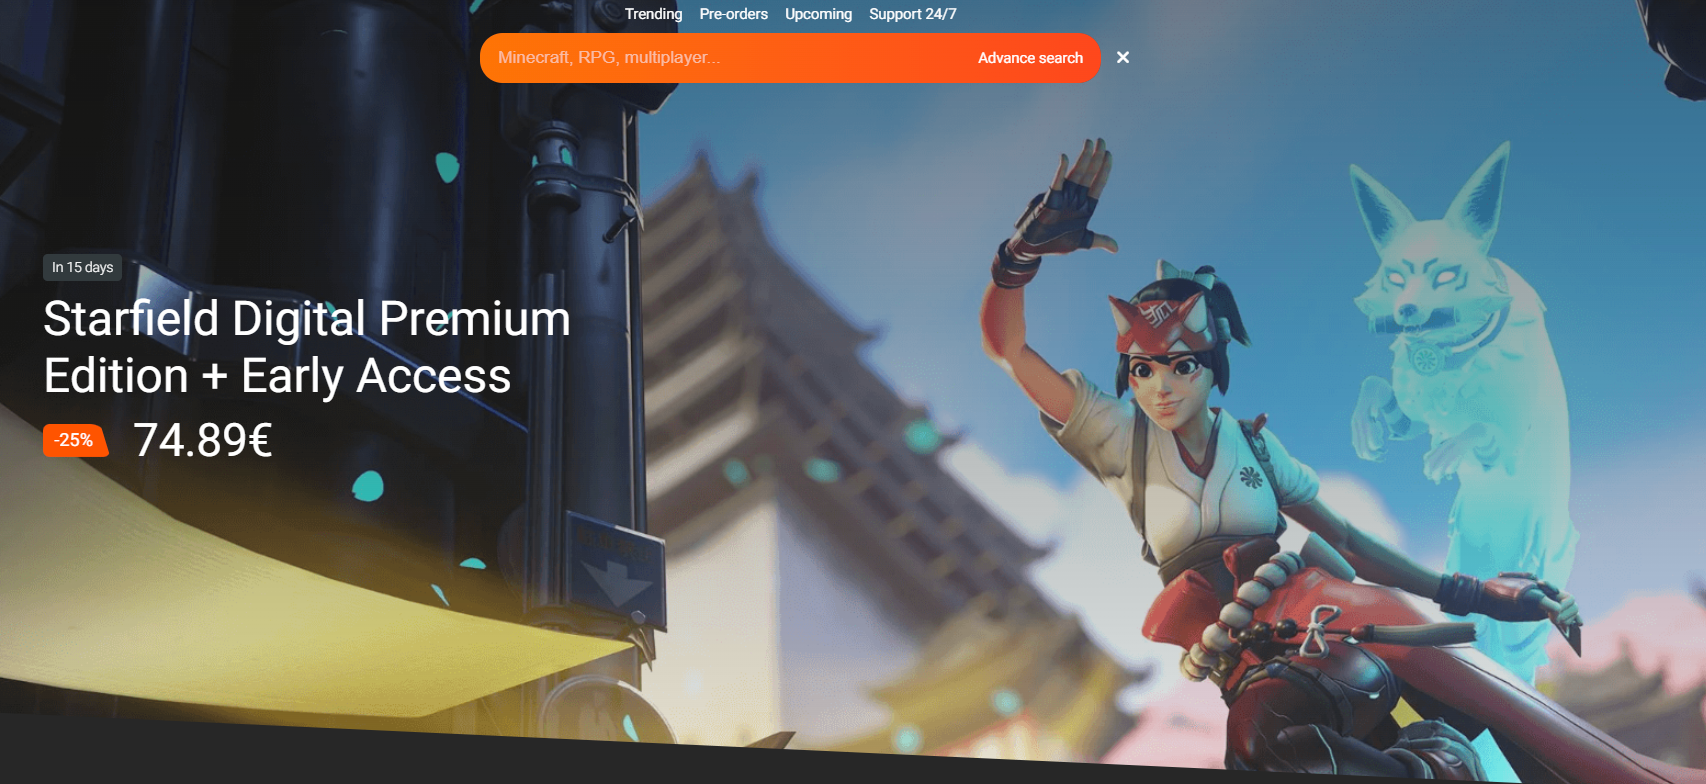 Trending Pre-orders Upcoming Support 24/7
Minecraft, RPG, multiplayer... Advance search
In 15 days
Starfield Digital Premium
Edition + Early Access
-25% 74.89€